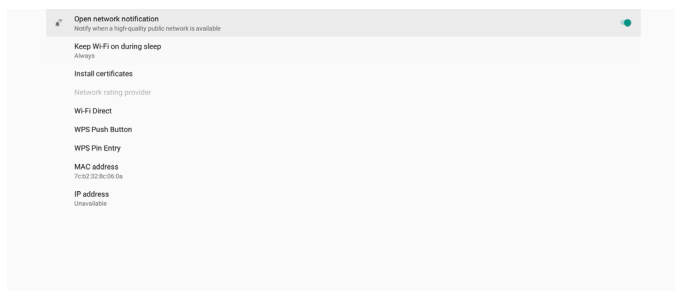 Open network notification
Notify when a high-quality public network is available
Keep Wi-Fi on during sleep
Always
Install certificates
Network rating provider
Wi-Fi Direct
WPS Push Button
WPS Pin Entry
MAC address
7c:b2:32:8c:06:0a
IP address
Unavailable